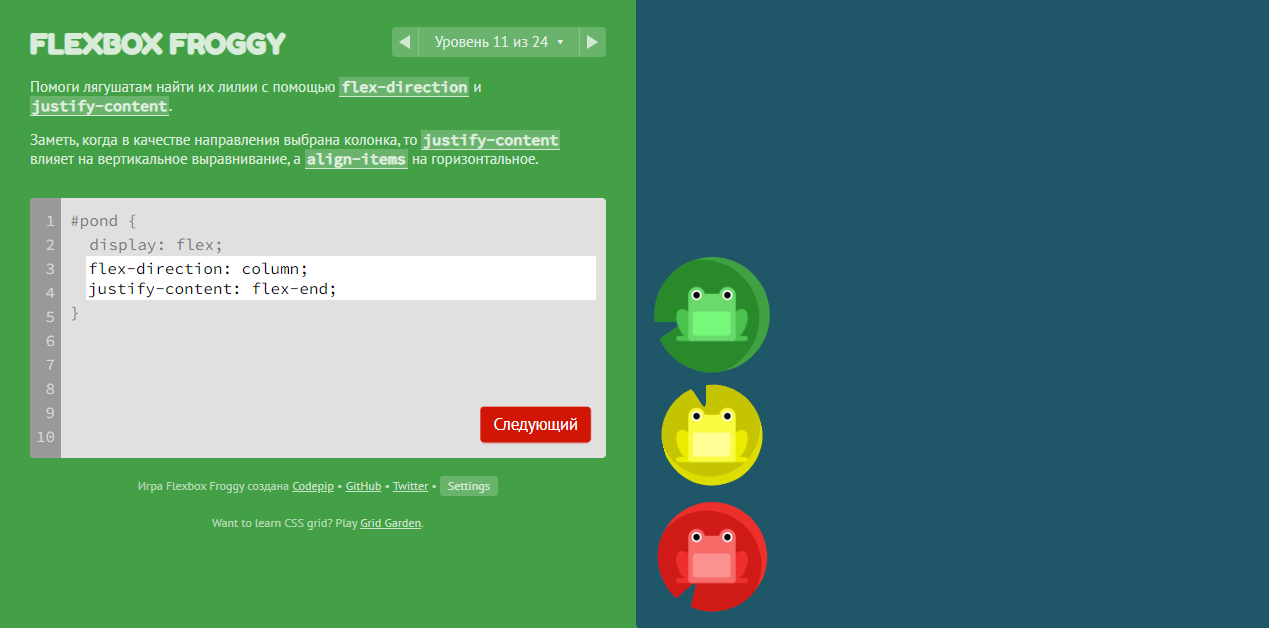 FLEXBOX FROGGY
Уровень 11 из 24
Помоги лягушатам найти их лилии с помощью flex-direction и
justify-content.
Заметь, когда в качестве направления выбрана колонка, то justify-content
влияет на вертикальное выравнивание, а align-items на горизонтальное.
1 #pond {
2 display: flex;
3 flex-direction: column;
4 justify-content: flex-end;
5 }
6
7
8
9
10
Следующий
Игра Flexbox Froggy создана Codepip • GitHub • Twitter • Settings
Want to learn CSS grid? Play Grid Garden.